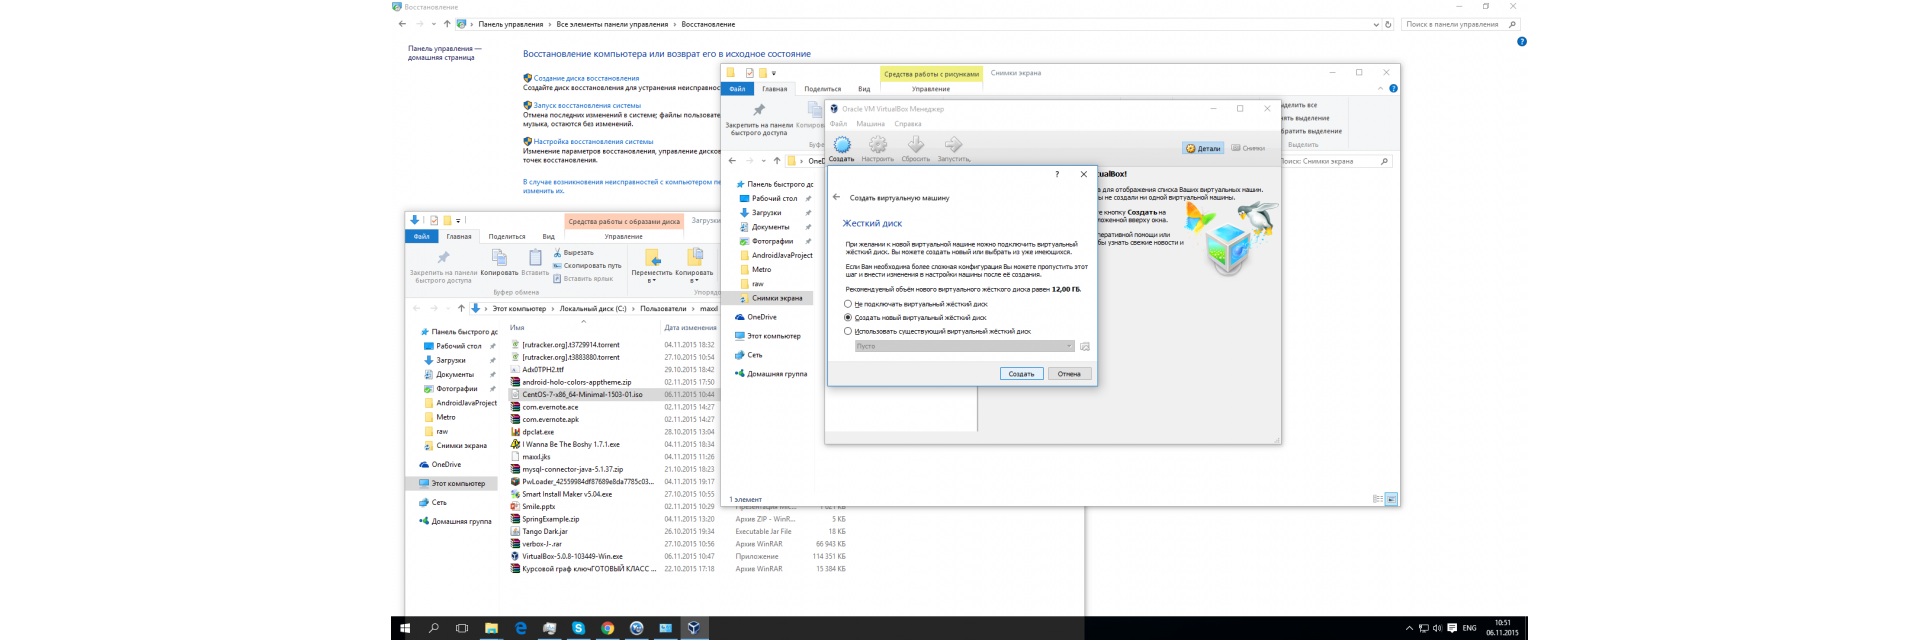 Восстановление
Панель управления › Все элементы панели управления › Восстановление
Поиск в панели управления
Панель управления —
домашняя страница
Восстановление компьютера или возврат его в исходное состояние
Создание диска восстановления
Создайте диск восстановления для устранения неисправнос
Запуск восстановления системы
Отмена последних изменений в системе; файлы пользовате
музыка, остаются без изменений.
Настройка восстановления системы
Изменение параметров восстановления, управление дисков
точек восстановления.
В случае возникновения неисправностей с компьютером пе
изменить их.
Средства работы с рисунками
Снимки экрана
Файл Главная Поделиться Вид Управление
Закрепить на панели
быстрого доступа
Копиров
Буфе
делить все
ять выделение
братить выделение
Выделить
OneD
Поиск: Снимки экрана
Панель быстрого дс
Рабочий стол
Загрузки
Документы
Фотографии
AndroidJavaProject
Metro
raw
Снимки экрана
OneDrive
Этот компьютер
Сеть
Домашняя группа
1 элемент
Oracle VM VirtualBox Менеджер
Файл Машина Справка
Создать Настроить Сбросить Запустить
Детали Снимки
tualBox!
а для отображения списка Ваших виртуальных машин.
ы не создали ни одной виртуальной машины.
те кнопку Создать на
ложенной вверху окна.
перативной помощи или
бы узнать свежие новости и
?
Создать виртуальную машину
Жесткий диск
При желании к новой виртуальной машине можно подключить виртуальный
жёсткий диск. Вы можете создать новый или выбрать из уже имеющихся.
Если Вам необходима более сложная конфигурация Вы можете пропустить этот
шаг и внести изменения в настройки машины после её создания.
Рекомендуемый объём нового виртуального жёсткого диска равен 12,00 ГБ.
Не подключать виртуальный жёсткий диск
Создать новый виртуальный жёсткий диск
Использовать существующий виртуальный жёсткий диск
Пусто
Создать Отмена
Средства работы с образами диска
Загрузки
Файл Главная Поделиться Вид Управление
Закрепить на панели
быстрого доступа
Копировать
Вставить
Вырезать
Скопировать путь
Вставить ярлык
Буфер обмена
Переместить
в
Копировать
в
Упорядо
Этот компьютер › Локальный диск (C:) › Пользователи › maxxl
Панель быстрого дс
Рабочий стол
Загрузки
Документы
Фотографии
AndroidJavaProject
Metro
raw
Снимки экрана
OneDrive
Этот компьютер
Сеть
Домашняя группа
Имя Дата изменения
[rutracker.org].t3729914.torrent 04.11.2015 18:32
[rutracker.org].t3883880.torrent 27.10.2015 10:54
AdxOTPH2.ttf 29.10.2015 18:42
android-holo-colors-apptheme.zip 02.11.2015 17:50
CentOS-7-x86_64-Minimal-1503-01.iso 06.11.2015 10:44
com.evernote.ace 02.11.2015 14:27
com.evernote.apk 02.11.2015 14:27
dpclat.exe 28.10.2015 13:04
I Wanna Be The Boshy 1.7.1.exe 04.11.2015 18:34
maxxl.jks 04.11.2015 11:26
mysql-connector-java-5.1.37.zip 21.10.2015 18:23
PwLoader_42559984df87689e8da7785c03... 04.11.2015 19:17
Smart Install Maker v5.04.exe 27.10.2015 10:55
Smile.pptx 02.11.2015 10:29
SpringExample.zip 04.11.2015 13:20 Архив ZIP - WinR... 5 КБ
Tango Dark.jar 26.10.2015 19:34 Executable Jar File 18 КБ
verbox-J-.rar 27.10.2015 10:56 Архив WinRAR 66 943 КБ
VirtualBox-5.0.8-103449-Win.exe 06.11.2015 10:47 Приложение 114 351 КБ
Курсовой граф ключГОТОВЫЙ КЛАСС ... 22.10.2015 17:18 Архив WinRAR 15 384 КБ
ENG
10:51
06.11.2015